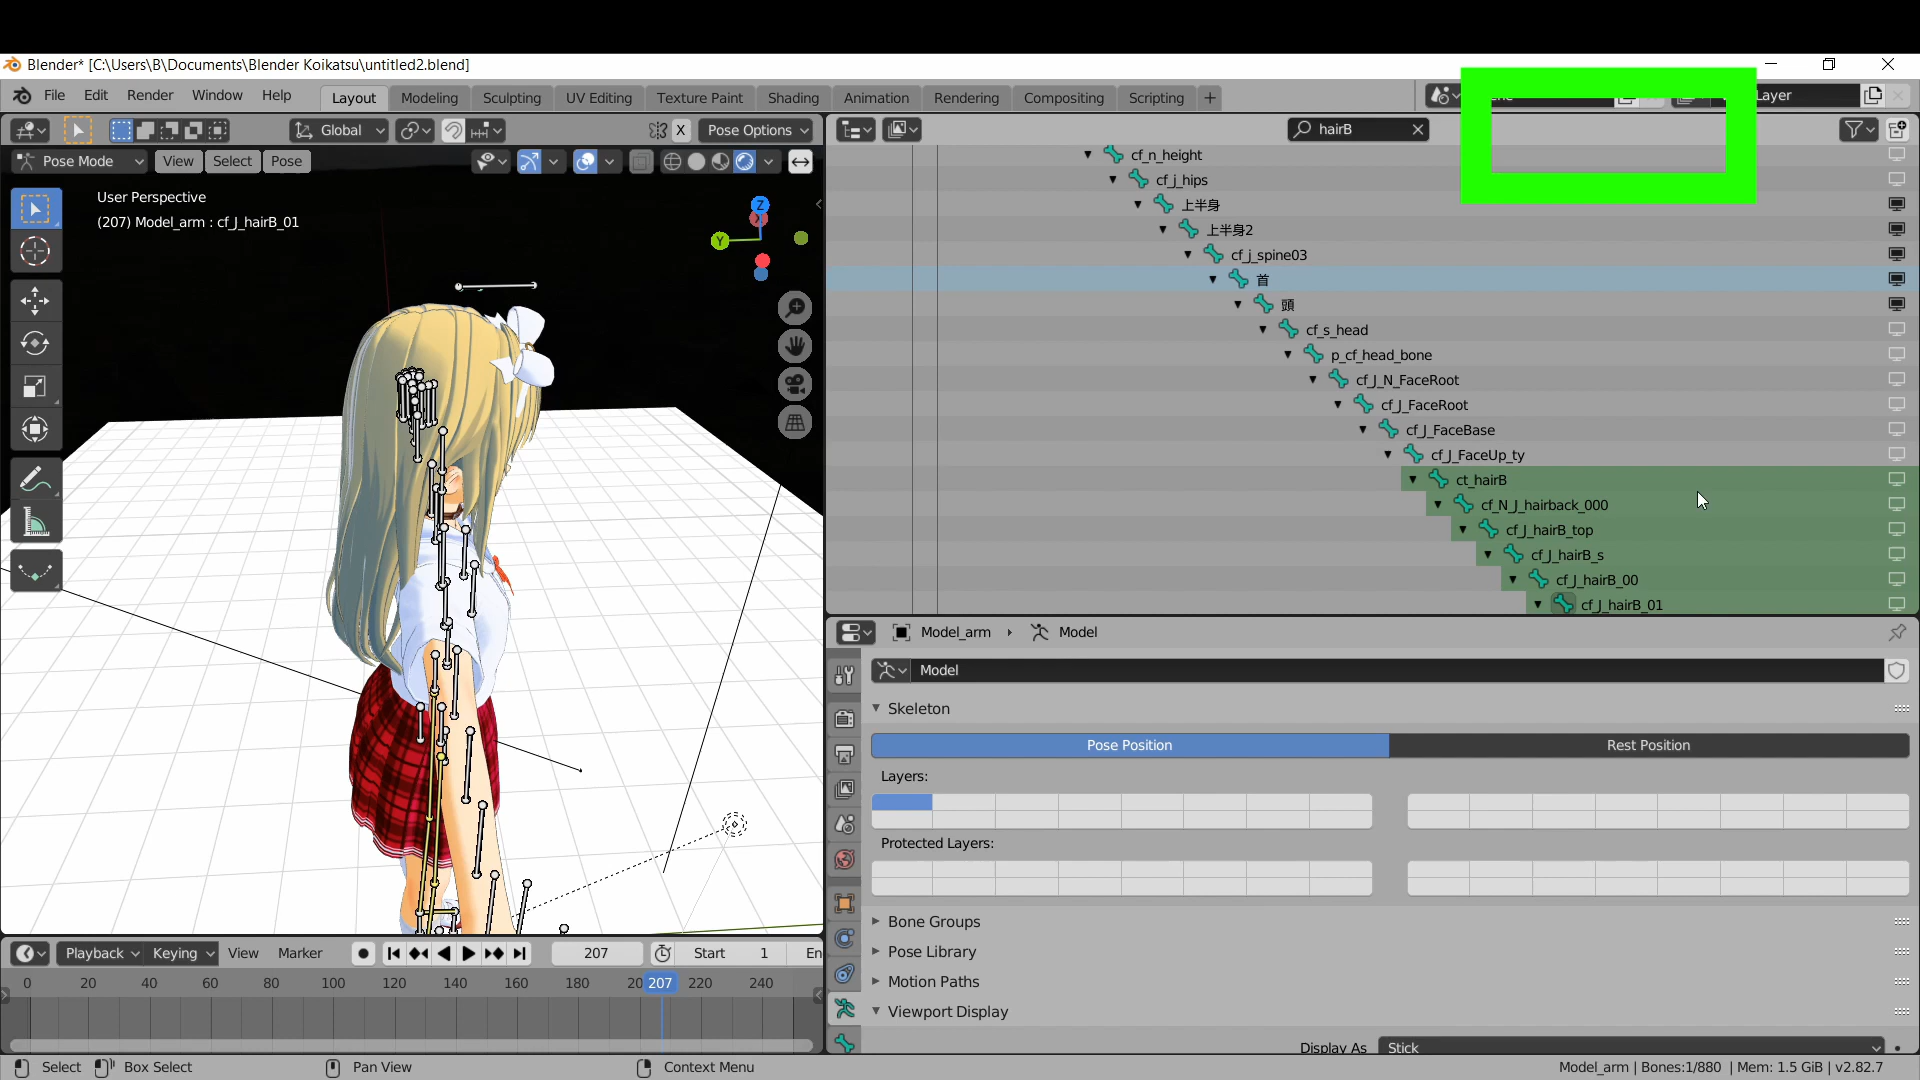 Blender* [C:\Users\B\Documents\Blender Koikatsu\untitled2.blend]
File Edit Render Window Help Layout Modeling Sculpting UV Editing Texture Paint Shading Animation Rendering Compositing Scripting + Layer
Global X Pose Options hairB
Pose Mode View Select Pose
User Perspective
(207) Model_arm : cf_J_hairB_01
Z
Y
cf_n_height
cf_j_hips
上半身
上半身2
cf_j_spine03
首
頭
cf_s_head
p_cf_head_bone
cf_J_N_FaceRoot
cf_J_FaceRoot
cf_J_FaceBase
cf_J_FaceUp_ty
ct_hairB
cf_N_J_hairback_000
cf_J_hairB_top
cf_J_hairB_s
cf_J_hairB_00
cf_J_hairB_01
Model_arm Model
Model
Skeleton
Pose Position Rest Position
Layers:
Protected Layers:
Bone Groups
Pose Library
Motion Paths
Viewport Display
Display As Stick
Playback Keying View Marker 207 Start 1 En
0 20 40 60 80 100 120 140 160 180 20 207 220 240
Select Box Select Pan View Context Menu Model_arm | Bones:1/880 | Mem: 1.5 GiB | v2.82.7